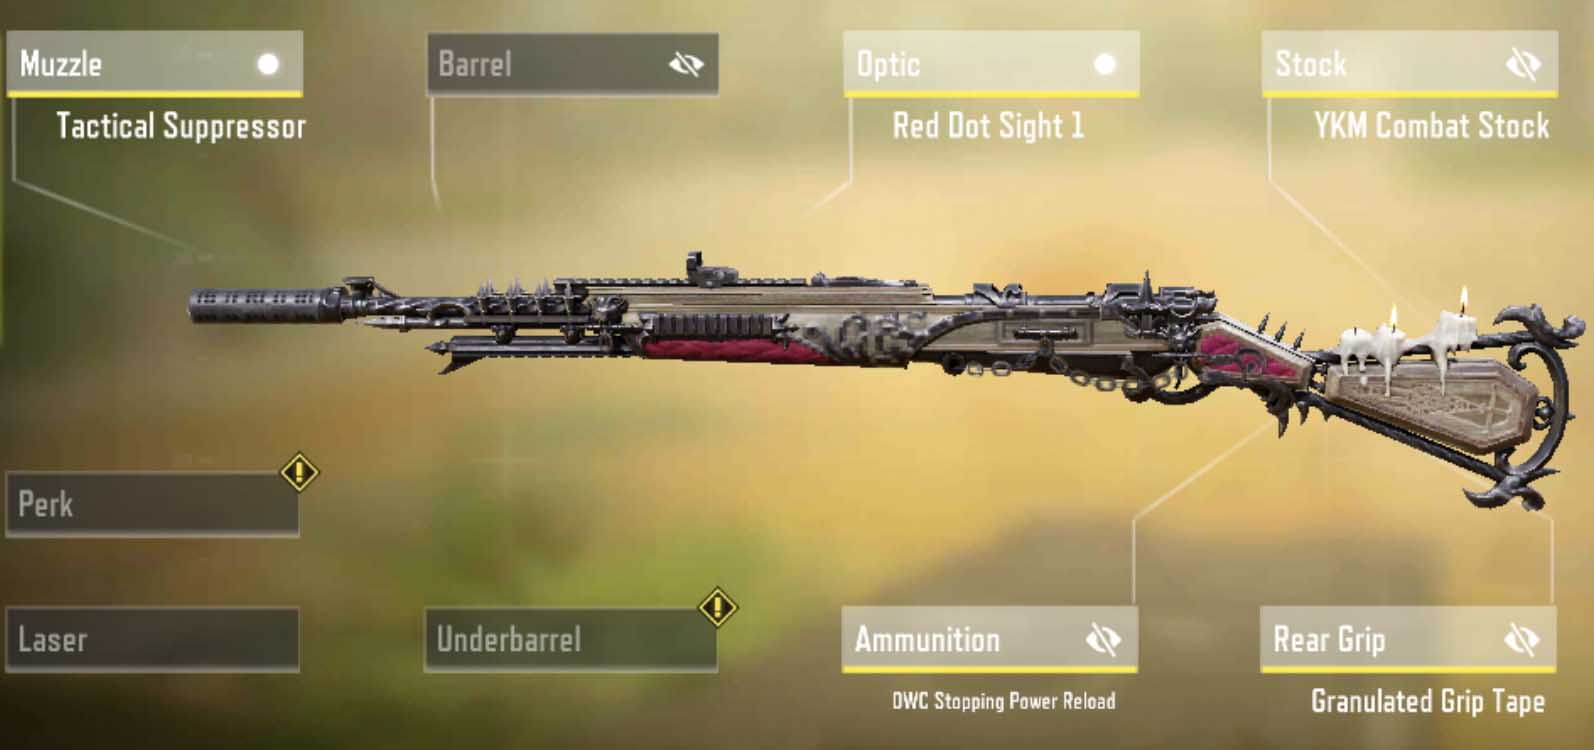 Muzzle
Barrel
Optic
Stock
Tactical Suppressor
Red Dot Sight 1
YKM Combat Stock
Perk
Laser
Underbarrel
Ammunition
Rear Grip
DWC Stopping Power Reload
Granulated Grip Tape